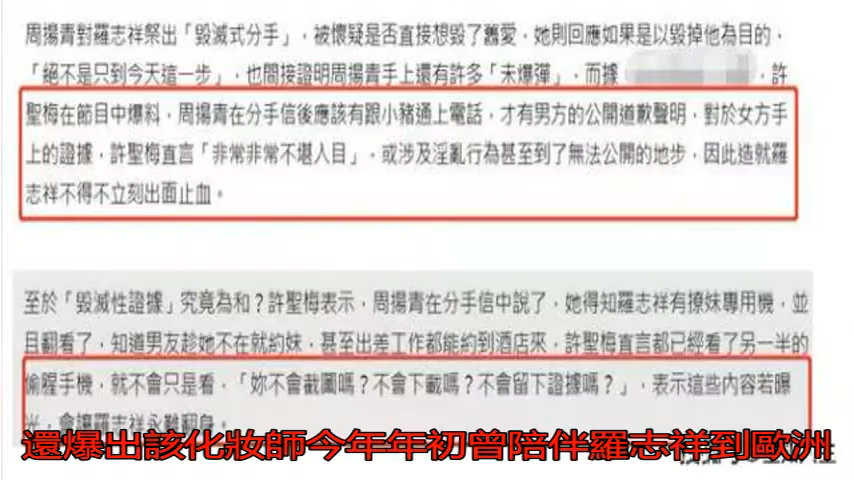 周揚青對羅志祥祭出「毀滅式分手」，被懷疑是否直接想毀了舊愛，她則回應如果是以毀掉他為目的，
「絕不是只到今天這一步」，也間接證明周揚青手上還有許多「未爆彈」，而據　，許
聖梅在節目中爆料，周揚青在分手信後應該有跟小豬通上電話，才有男方的公開道歉聲明，對於女方手
上的證據，許聖梅直言「非常非常不堪入目」，或涉及淫亂行為甚至到了無法公開的地步，因此造就羅
志祥不得不立刻出面止血。
至於「毀滅性證據」究竟為和？許聖梅表示，周揚青在分手信中說了，她得知羅志祥有撩妹專用機，並
且翻看了，知道男友趁她不在就約妹，甚至出差工作都能約到酒店來，許聖梅直言都已經看了另一半的
偷腥手機，就不會只是看，「妳不會截圖嗎？不會下載嗎？不會留下證據嗎？」，表示這些內容若曝
光，會讓羅志祥永難翻身。
還爆出該化妝師今年年初曾陪伴羅志祥到歐洲